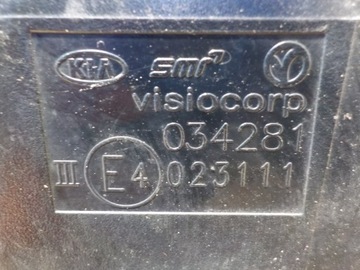 KIA SMR
visiocorp
034281
III E4 023111